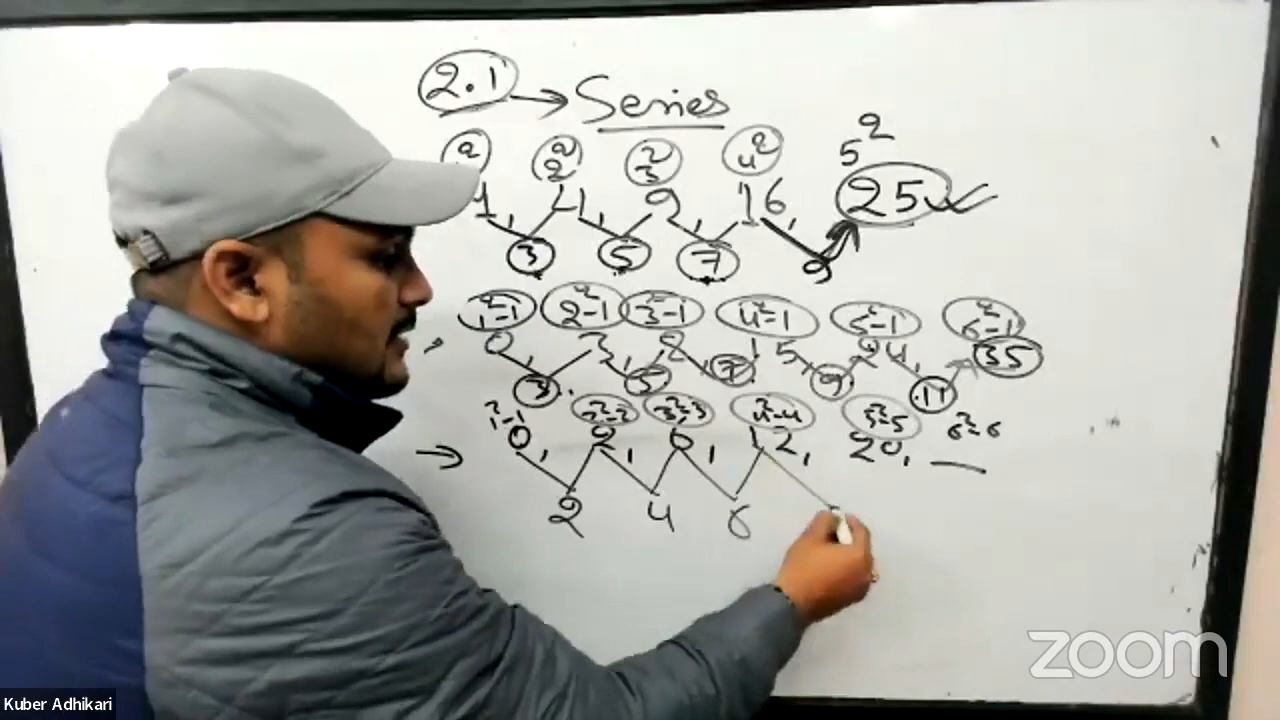 2.1 → Series
1² 2² 3² 4² 5²
1, 4, 9, 16, 25 ✓
3 5 7 9
1²-1 2²-1 3²-1 4²-1 5²-1 6²-1
0, 3, 8, 15, 24, 35
3 5 7 9 11
1²-1 2²-2 3²-3 4²-4 5²-5 6²-6
→ 0, 2, 6, 12, 20, __
2 4 6
zoom
Kuber Adhikari